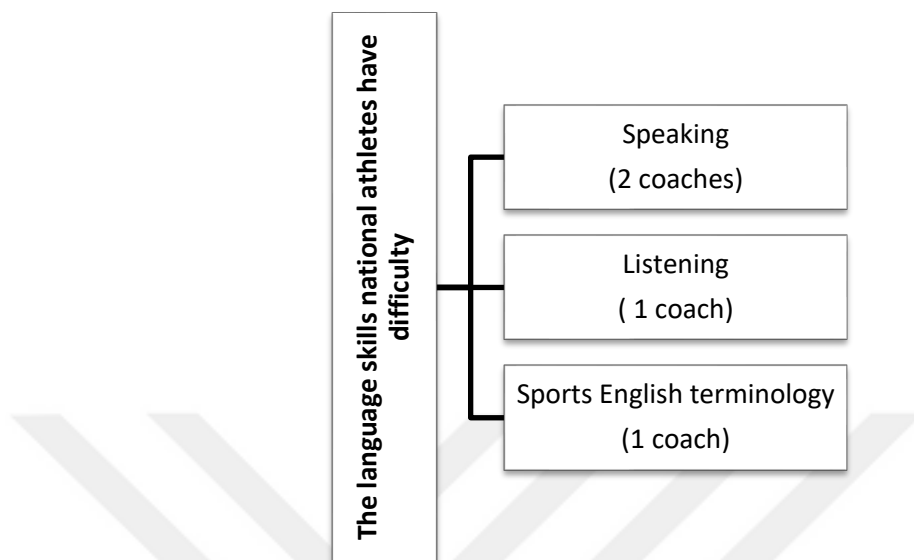 The language skills national athletes have
difficulty
Speaking
(2 coaches)
Listening
( 1 coach)
Sports English terminology
(1 coach)